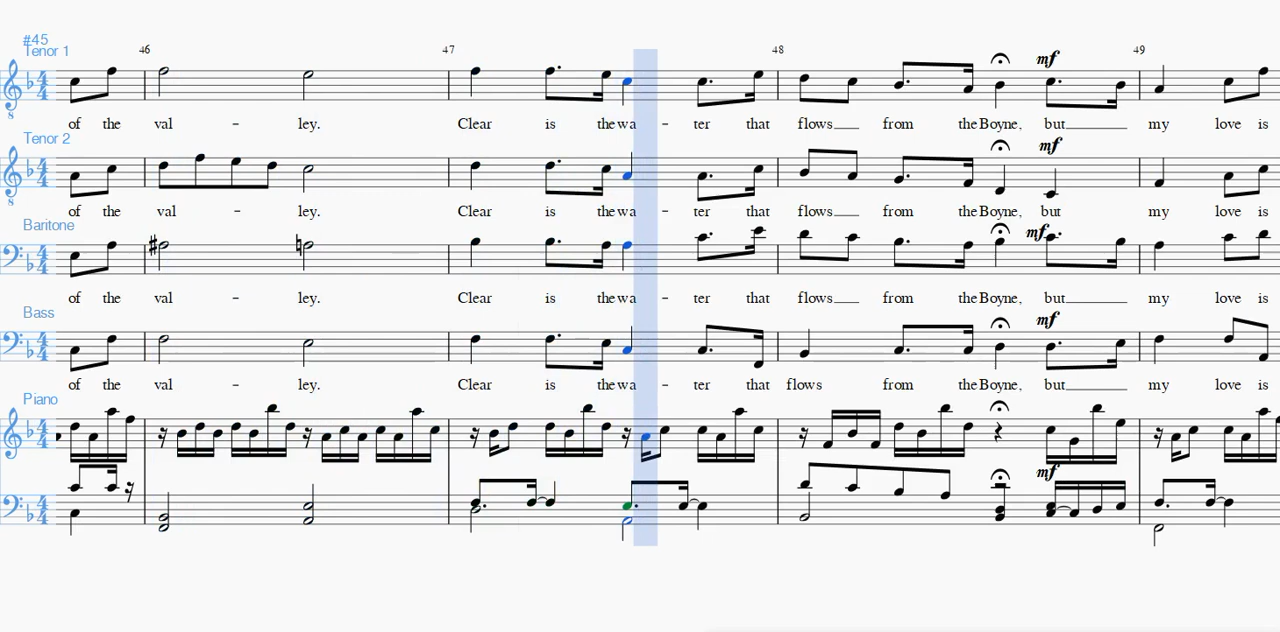 #45
Tenor 1
46 47 48 49
mf
of the val - ley. Clear is the wa - ter that flows from the Boyne, but my love is
Tenor 2
mf
of the val - ley. Clear is the wa - ter that flows from the Boyne, but my love is
Baritone
mf
of the val - ley. Clear is the wa - ter that flows from the Boyne, but my love is
Bass
mf
of the val - ley. Clear is the wa - ter that flows from the Boyne, but my love is
Piano
mf